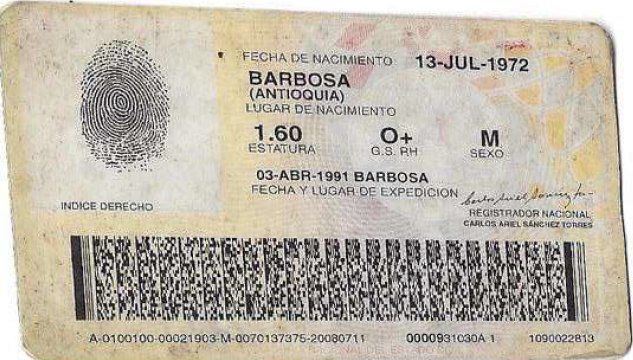 FECHA DE NACIMIENTO 13-JUL-1972
BARBOSA
(ANTIOQUIA)
LUGAR DE NACIMIENTO
1.60 O+ M
ESTATURA G.S. RH SEXO
03-ABR-1991 BARBOSA
FECHA Y LUGAR DE EXPEDICION
INDICE DERECHO
REGISTRADOR NACIONAL
CARLOS ARIEL SÁNCHEZ TORRES
A-0100100-00021903-M-0070137375-20080711 0000931030A 1 1090022813